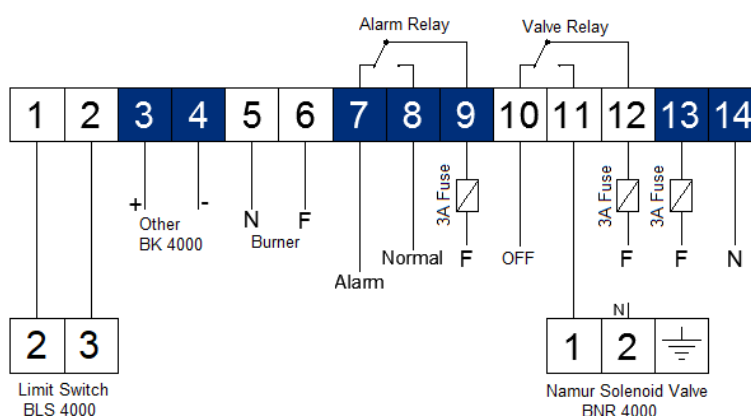 Alarm Relay Valve Relay
1 2 3 4 5 6 7 8 9 10 11 12 13 14
3A Fuse 3A Fuse 3A Fuse
+ - N F
Other Burner
BK 4000
Normal F OFF F F N
Alarm
N
2 3 1 2
Limit Switch Namur Solenoid Valve
BLS 4000 BNR 4000